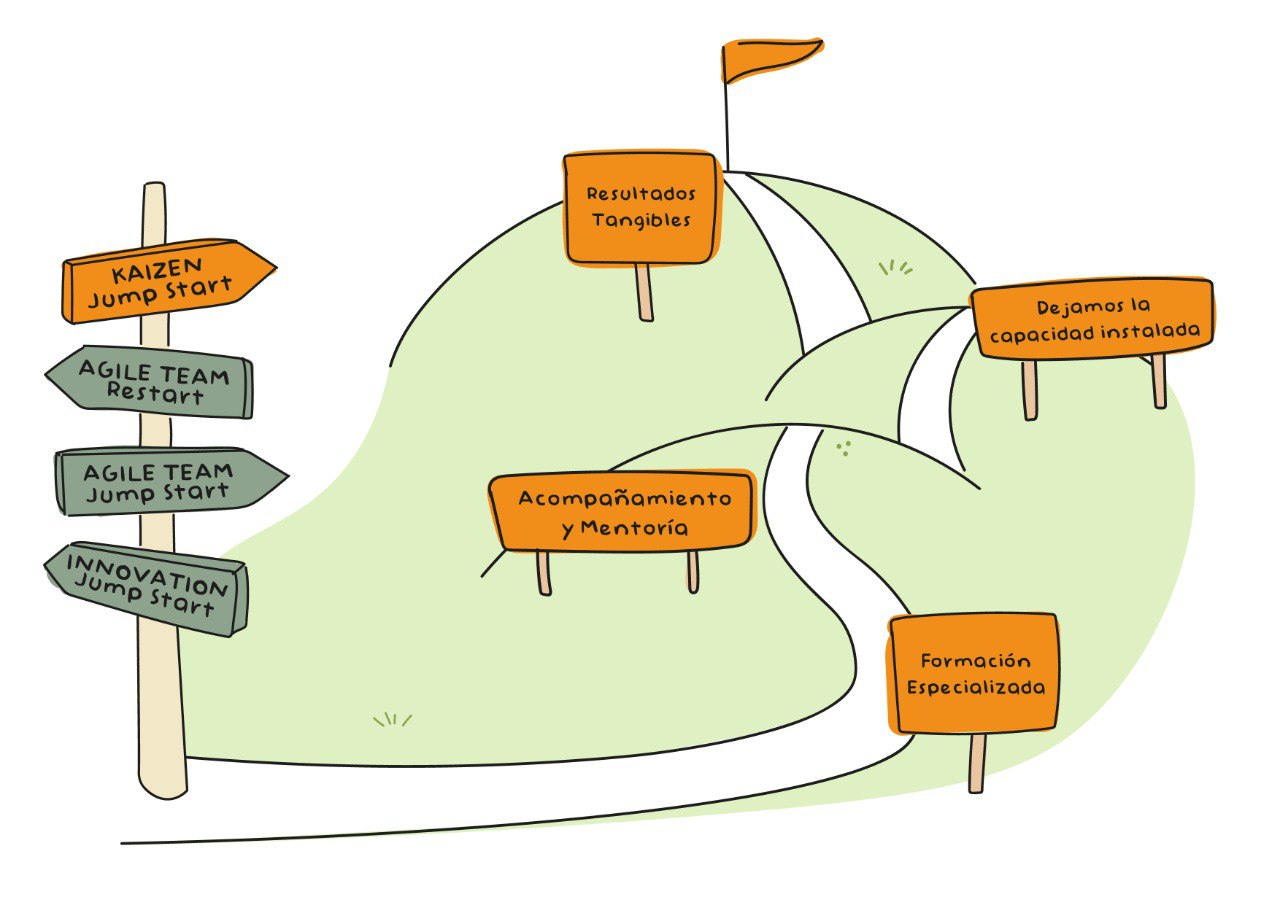 KAIZEN
Jump Start
AGILE TEAM
Restart
AGILE TEAM
Jump Start
INNOVATION
Jump Start
Resultados
Tangibles
Dejamos la
capacidad instalada
Acompañamiento
y Mentoría
Formación
Especializada